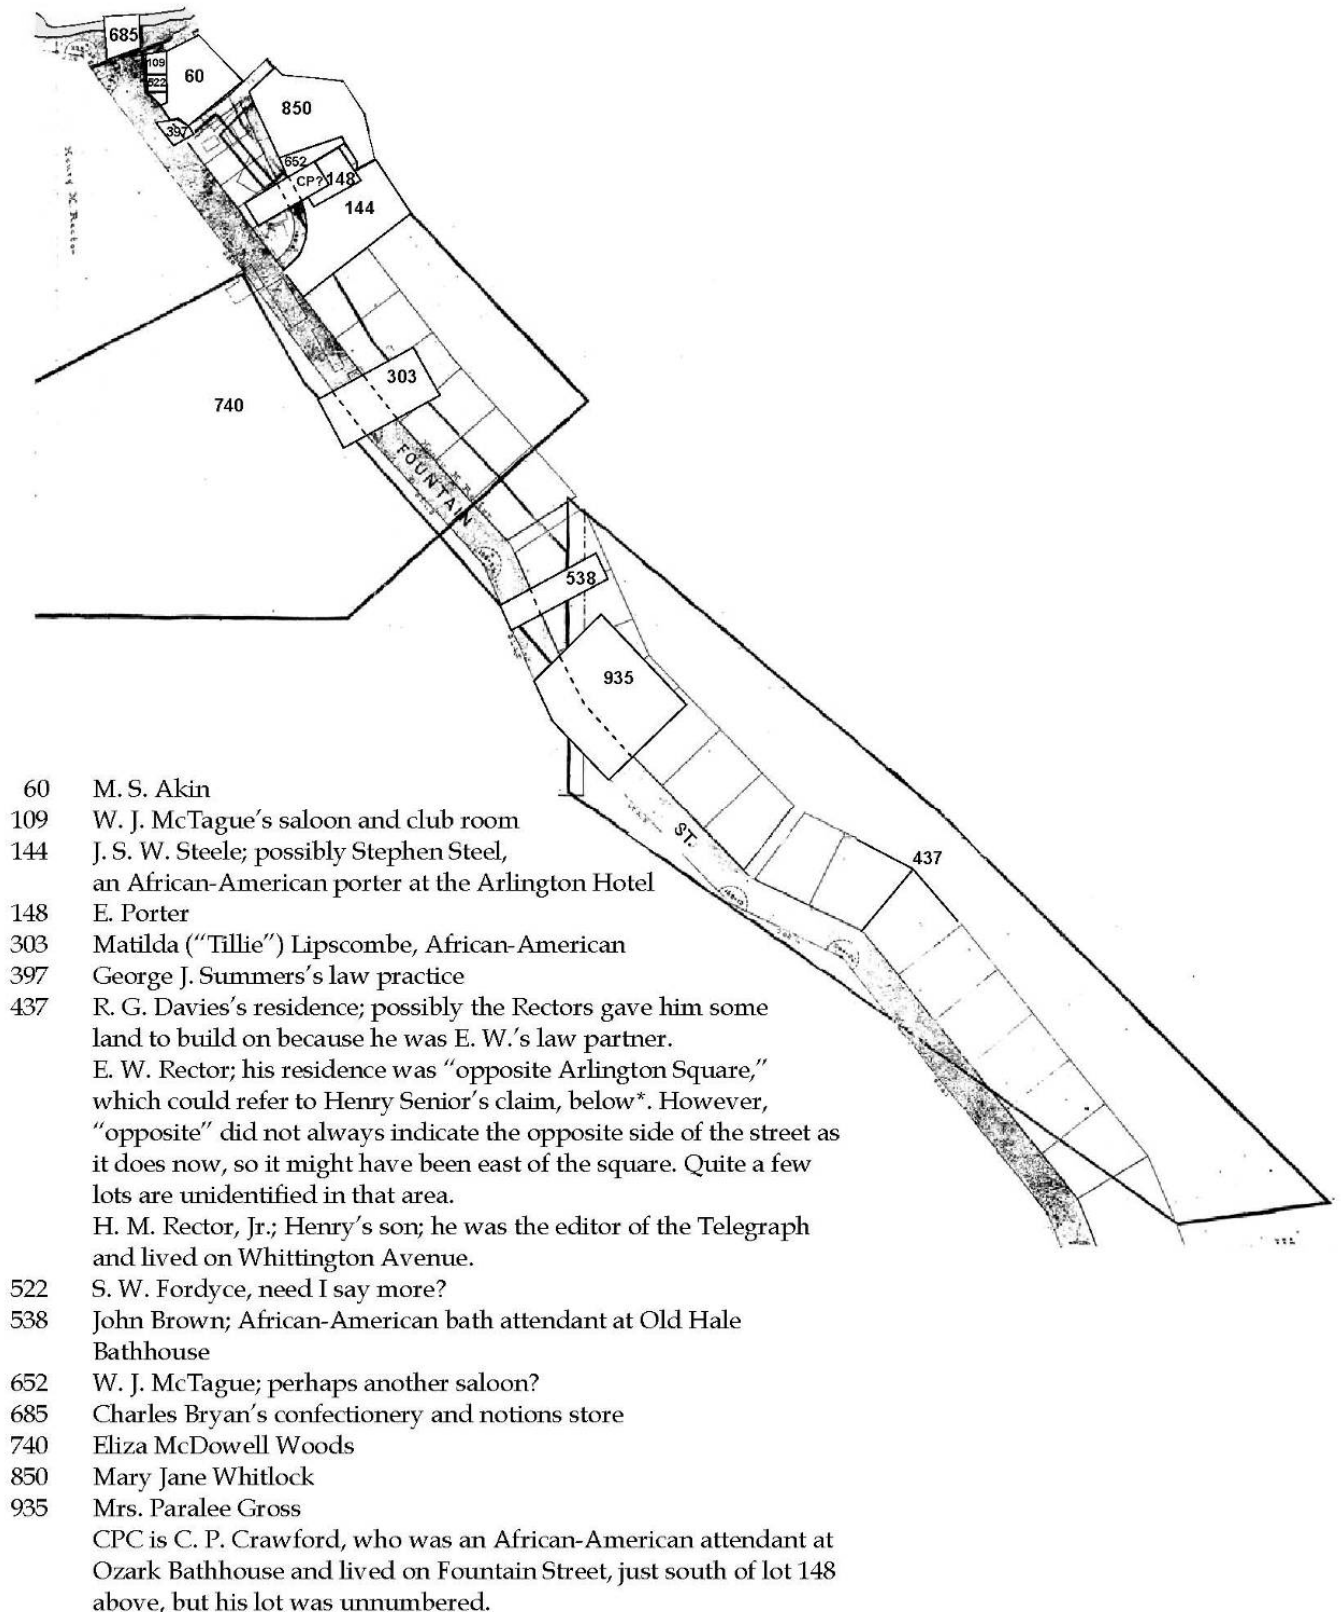 685
109
60
522
850
397
652
CP?
148
144
Henry M. Rector
303
740
FOUNTAIN
538
935
ST.
437
60 M. S. Akin
109 W. J. McTague's saloon and club room
144 J. S. W. Steele; possibly Stephen Steel,
an African-American porter at the Arlington Hotel
148 E. Porter
303 Matilda (“Tillie”) Lipscombe, African-American
397 George J. Summers's law practice
437 R. G. Davies's residence; possibly the Rectors gave him some
land to build on because he was E. W.'s law partner.
E. W. Rector; his residence was “opposite Arlington Square,”
which could refer to Henry Senior's claim, below*. However,
“opposite” did not always indicate the opposite side of the street as
it does now, so it might have been east of the square. Quite a few
lots are unidentified in that area.
H. M. Rector, Jr.; Henry's son; he was the editor of the Telegraph
and lived on Whittington Avenue.
522 S. W. Fordyce, need I say more?
538 John Brown; African-American bath attendant at Old Hale
Bathhouse
652 W. J. McTague; perhaps another saloon?
685 Charles Bryan's confectionery and notions store
740 Eliza McDowell Woods
850 Mary Jane Whitlock
935 Mrs. Paralee Gross
CPC is C. P. Crawford, who was an African-American attendant at
Ozark Bathhouse and lived on Fountain Street, just south of lot 148
above, but his lot was unnumbered.